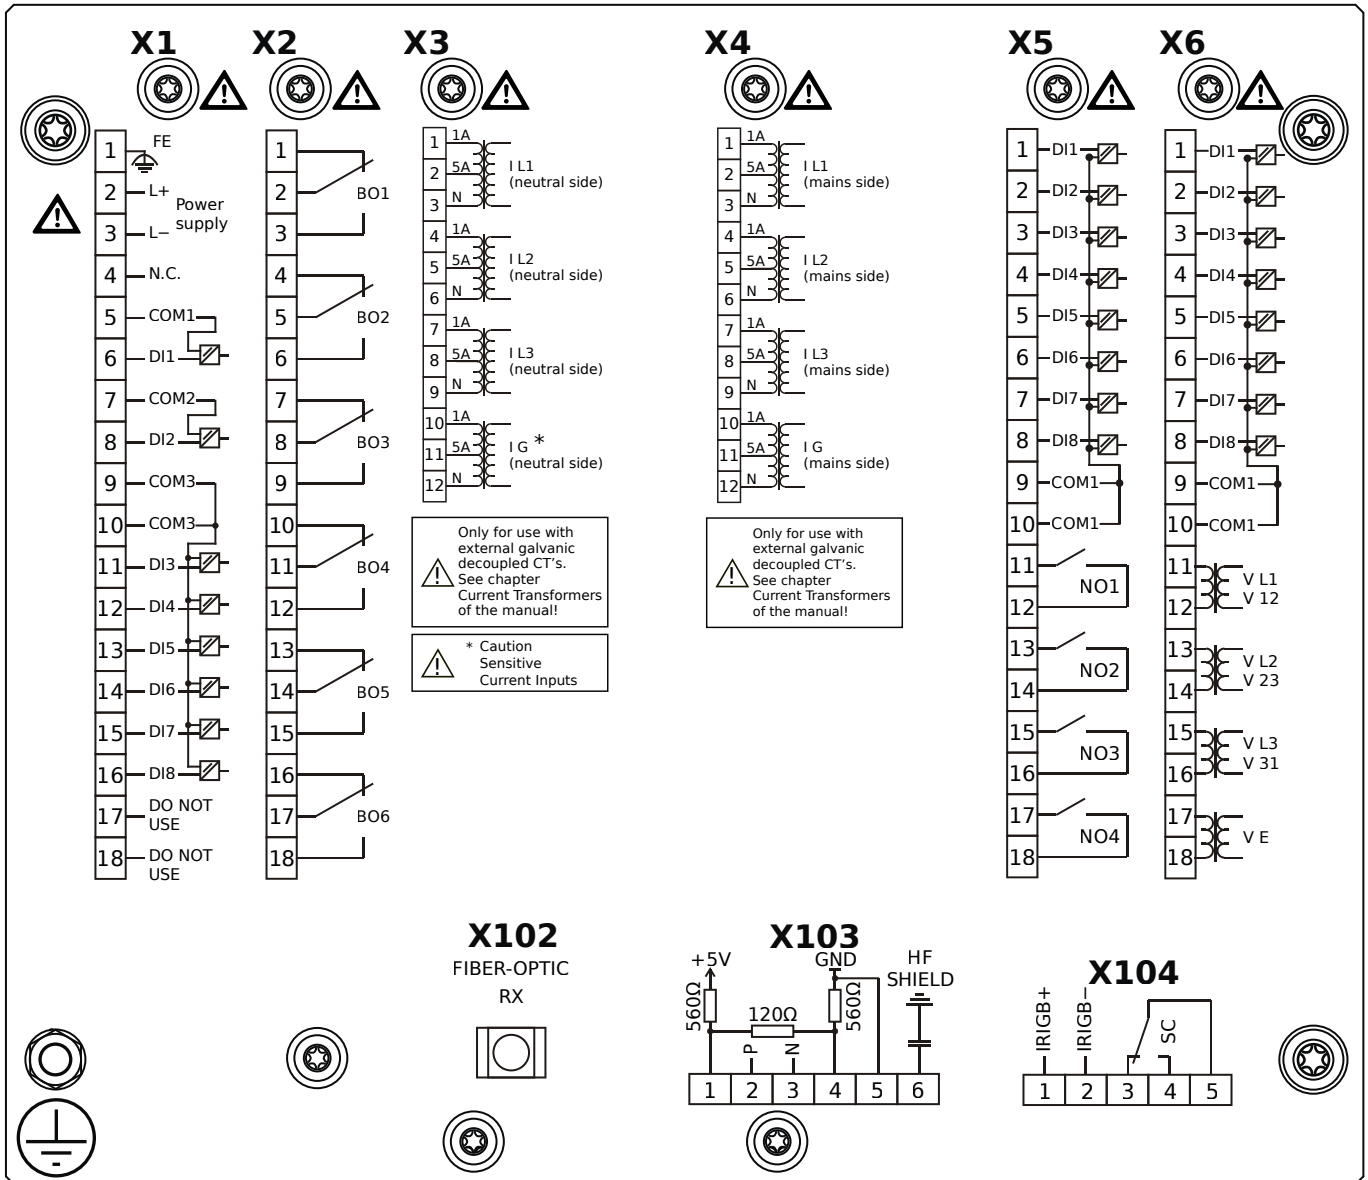 X1
1 FE
2 L+
Power
supply
3 L−
4 N.C.
5 COM1
6 DI1
7 COM2
8 DI2
9 COM3
10 COM3
11 DI3
12 DI4
13 DI5
14 DI6
15 DI7
16 DI8
17 DO NOT
USE
18 DO NOT
USE
X2
1
2 BO1
3
4
5 BO2
6
7
8 BO3
9
10
11 BO4
12
13
14 BO5
15
16
17 BO6
18
X3
1 1A
2 5A I L1
(neutral side)
3 N
4 1A
5 5A I L2
(neutral side)
6 N
7 1A
8 5A I L3
(neutral side)
9 N
10 1A
11 5A I G *
(neutral side)
12 N
Only for use with
external galvanic
decoupled CT's.
See chapter
Current Transformers
of the manual!
* Caution
Sensitive
Current Inputs
X4
1 1A
2 5A I L1
(mains side)
3 N
4 1A
5 5A I L2
(mains side)
6 N
7 1A
8 5A I L3
(mains side)
9 N
10 1A
11 5A I G
(mains side)
12 N
Only for use with
external galvanic
decoupled CT's.
See chapter
Current Transformers
of the manual!
X5
1 DI1
2 DI2
3 DI3
4 DI4
5 DI5
6 DI6
7 DI7
8 DI8
9 COM1
10 COM1
11
NO1
12
13
NO2
14
15
NO3
16
17
NO4
18
X6
1 DI1
2 DI2
3 DI3
4 DI4
5 DI5
6 DI6
7 DI7
8 DI8
9 COM1
10 COM1
11 V L1
12 V 12
13 V L2
14 V 23
15 V L3
16 V 31
17
V E
18
X102
FIBER-OPTIC
RX
X103
+5V GND HF
SHIELD
560Ω 120Ω 560Ω
P N
1 2 3 4 5 6
X104
IRIGB+ IRIGB− SC
1 2 3 4 5